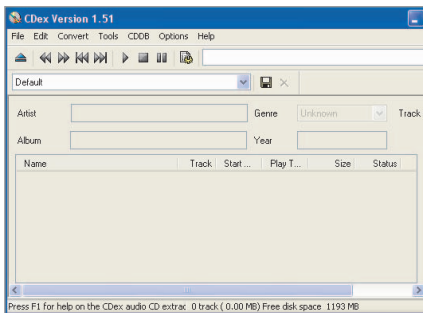 CDex Version 1.51
File Edit Convert Tools CDDB Options Help
Default
Artist Genre Unknown Track
Album Year
Name Track Start ... Play T... Size Status
Press F1 for help on the CDex audio CD extrac 0 track ( 0.00 MB) Free disk space 1193 MB